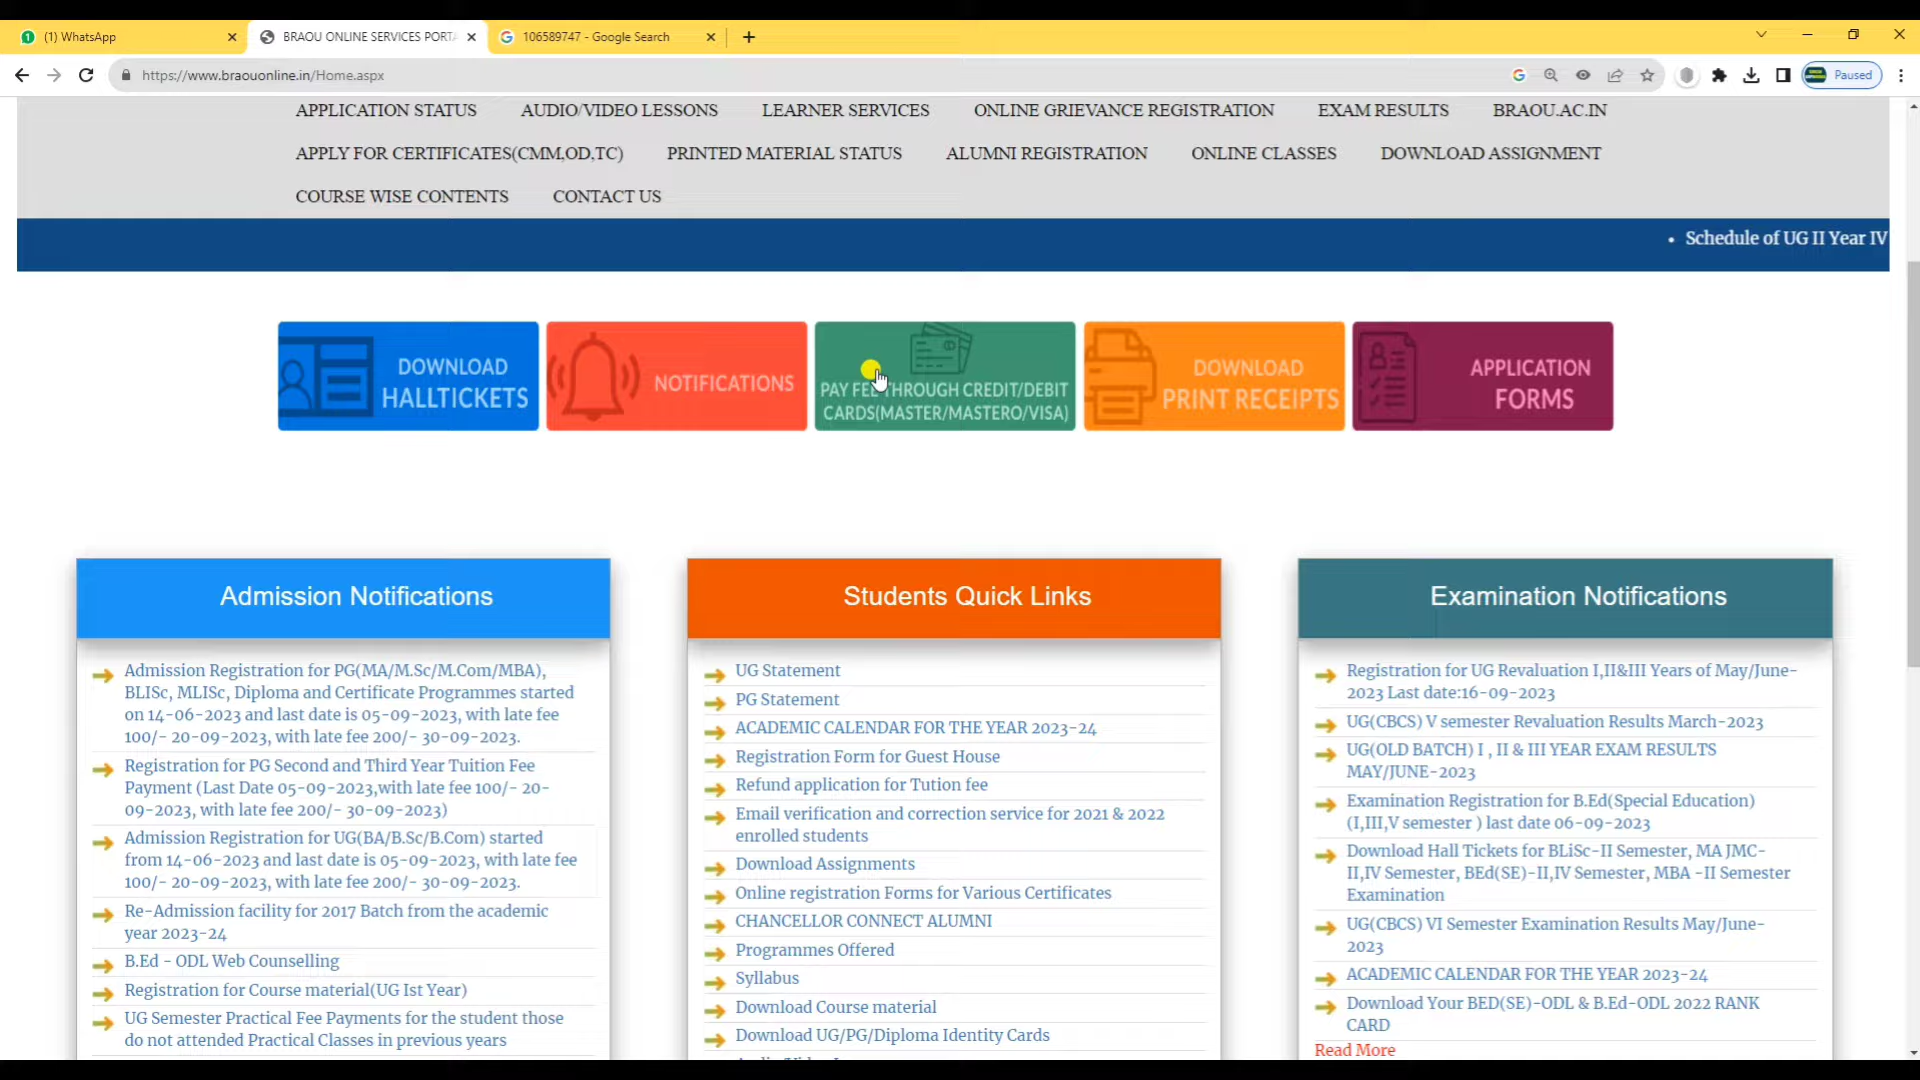 (1) WhatsApp
BRAOU ONLINE SERVICES PORTA
106589747 - Google Search
https://www.braouonline.in/Home.aspx
Paused
APPLICATION STATUS AUDIO/VIDEO LESSONS LEARNER SERVICES ONLINE GRIEVANCE REGISTRATION EXAM RESULTS BRAOU.AC.IN
APPLY FOR CERTIFICATES(CMM,OD,TC) PRINTED MATERIAL STATUS ALUMNI REGISTRATION ONLINE CLASSES DOWNLOAD ASSIGNMENT
COURSE WISE CONTENTS CONTACT US
• Schedule of UG II Year IV
DOWNLOAD
HALLTICKETS
NOTIFICATIONS
PAY FEE THROUGH CREDIT/DEBIT
CARDS(MASTER/MASTERO/VISA)
DOWNLOAD
PRINT RECEIPTS
APPLICATION
FORMS
Admission Notifications
Admission Registration for PG(MA/M.Sc/M.Com/MBA),
BLISc, MLISc, Diploma and Certificate Programmes started
on 14-06-2023 and last date is 05-09-2023, with late fee
100/- 20-09-2023, with late fee 200/- 30-09-2023.
Registration for PG Second and Third Year Tuition Fee
Payment (Last Date 05-09-2023,with late fee 100/- 20-
09-2023, with late fee 200/- 30-09-2023)
Admission Registration for UG(BA/B.Sc/B.Com) started
from 14-06-2023 and last date is 05-09-2023, with late fee
100/- 20-09-2023, with late fee 200/- 30-09-2023.
Re-Admission facility for 2017 Batch from the academic
year 2023-24
B.Ed - ODL Web Counselling
Registration for Course material(UG Ist Year)
UG Semester Practical Fee Payments for the student those
do not attended Practical Classes in previous years
Students Quick Links
UG Statement
PG Statement
ACADEMIC CALENDAR FOR THE YEAR 2023-24
Registration Form for Guest House
Refund application for Tution fee
Email verification and correction service for 2021 & 2022
enrolled students
Download Assignments
Online registration Forms for Various Certificates
CHANCELLOR CONNECT ALUMNI
Programmes Offered
Syllabus
Download Course material
Download UG/PG/Diploma Identity Cards
Examination Notifications
Registration for UG Revaluation I,II&III Years of May/June-
2023 Last date:16-09-2023
UG(CBCS) V semester Revaluation Results March-2023
UG(OLD BATCH) I , II & III YEAR EXAM RESULTS
MAY/JUNE-2023
Examination Registration for B.Ed(Special Education)
(I,III,V semester ) last date 06-09-2023
Download Hall Tickets for BLiSc-II Semester, MA JMC-
II,IV Semester, BEd(SE)-II,IV Semester, MBA -II Semester
Examination
UG(CBCS) VI Semester Examination Results May/June-
2023
ACADEMIC CALENDAR FOR THE YEAR 2023-24
Download Your BED(SE)-ODL & B.Ed-ODL 2022 RANK
CARD
Read More